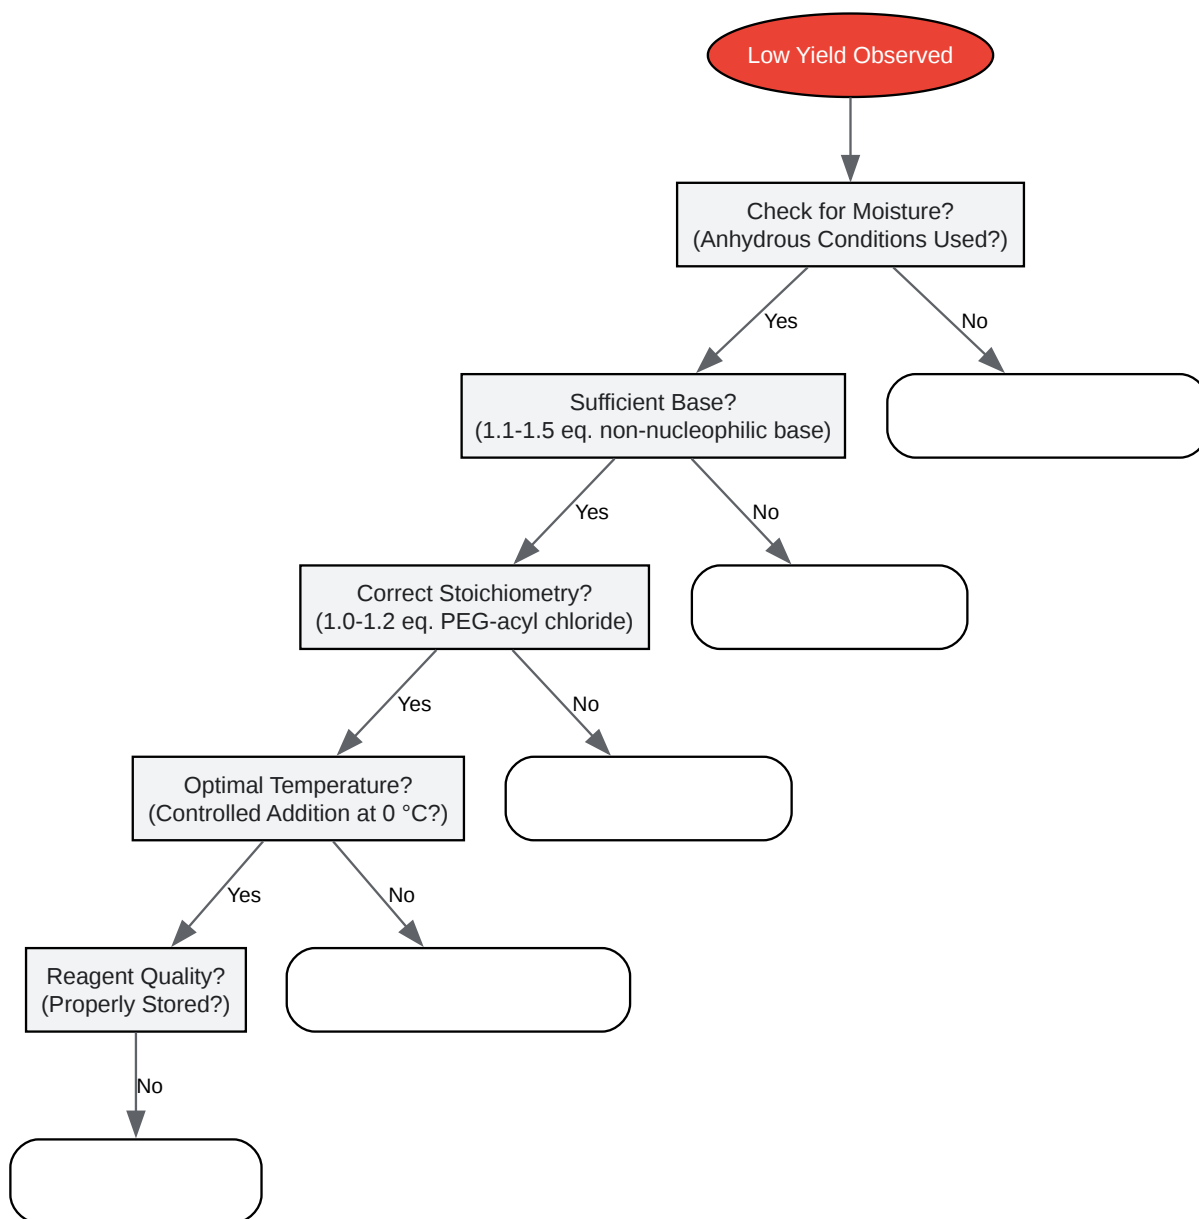 Low Yield Observed
Check for Moisture?
(Anhydrous Conditions Used?)
Yes
No
Sufficient Base?
(1.1-1.5 eq. non-nucleophilic base)
Yes
No
Correct Stoichiometry?
(1.0-1.2 eq. PEG-acyl chloride)
Yes
No
Optimal Temperature?
(Controlled Addition at 0 °C?)
Yes
No
Reagent Quality?
(Properly Stored?)
No